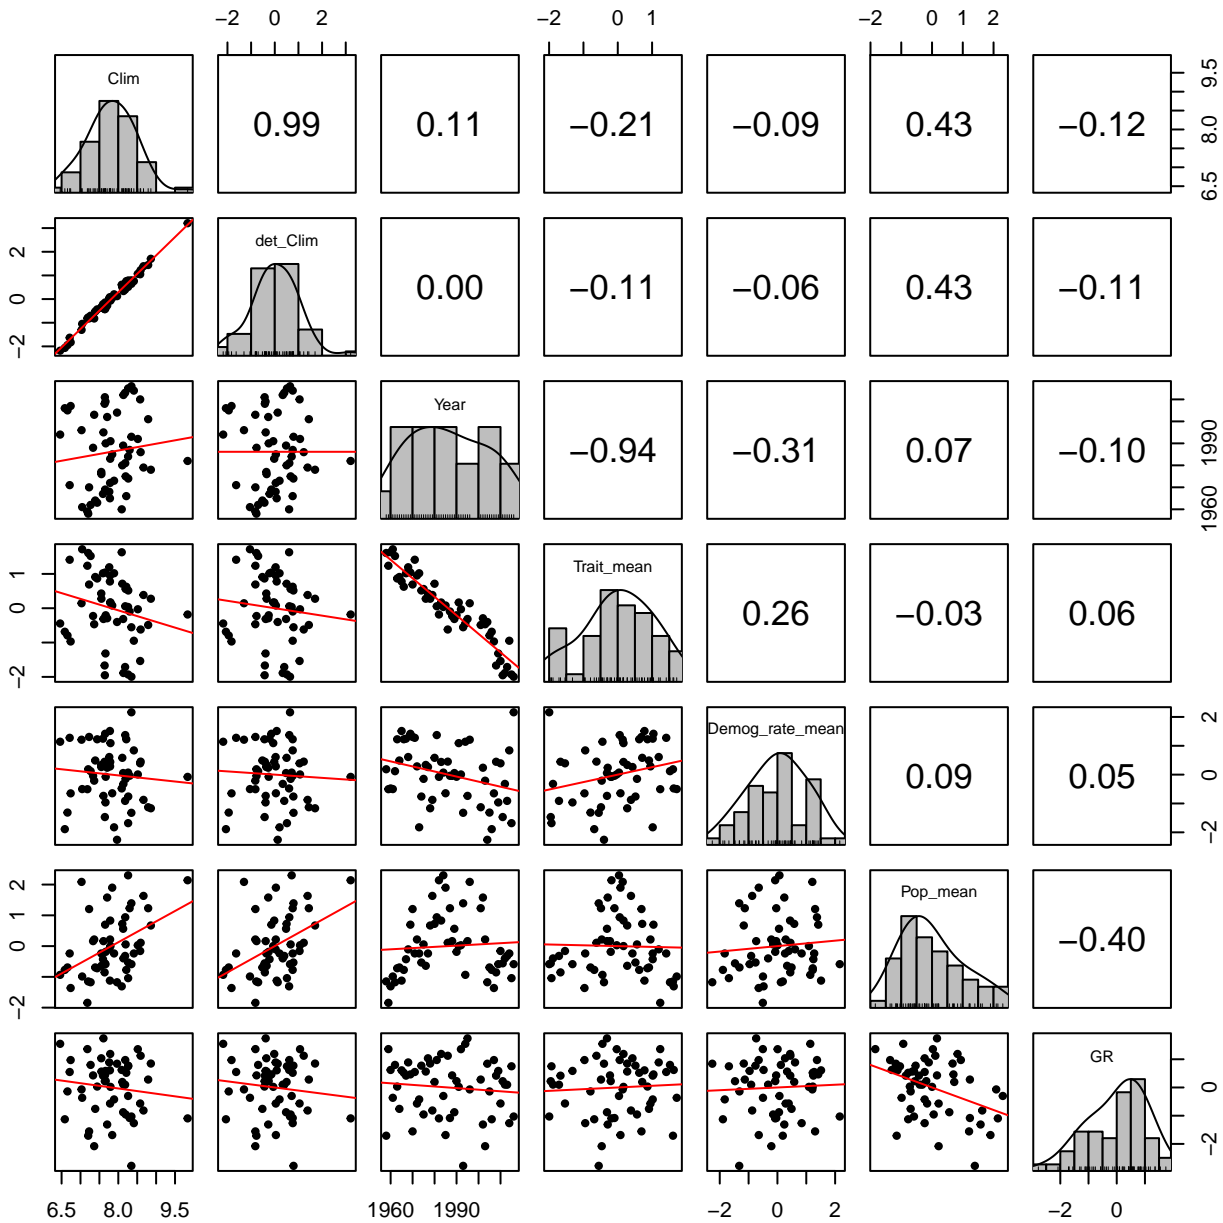 −2 0 2 −2 0 1 −2 0 1 2
Clim 0.99 0.11 −0.21 −0.09 0.43 −0.12 6.5 8.0 9.5
−2 0 2 det_Clim 0.00 −0.11 −0.06 0.43 −0.11
Year −0.94 −0.31 0.07 −0.10 1960 1990
−2 0 1 Trait_mean 0.26 −0.03 0.06
Demog_rate_mean 0.09 0.05 −2 0 2
−2 0 1 2 Pop_mean −0.40
GR −2 0
6.5 8.0 9.5 1960 1990 −2 0 2 −2 0